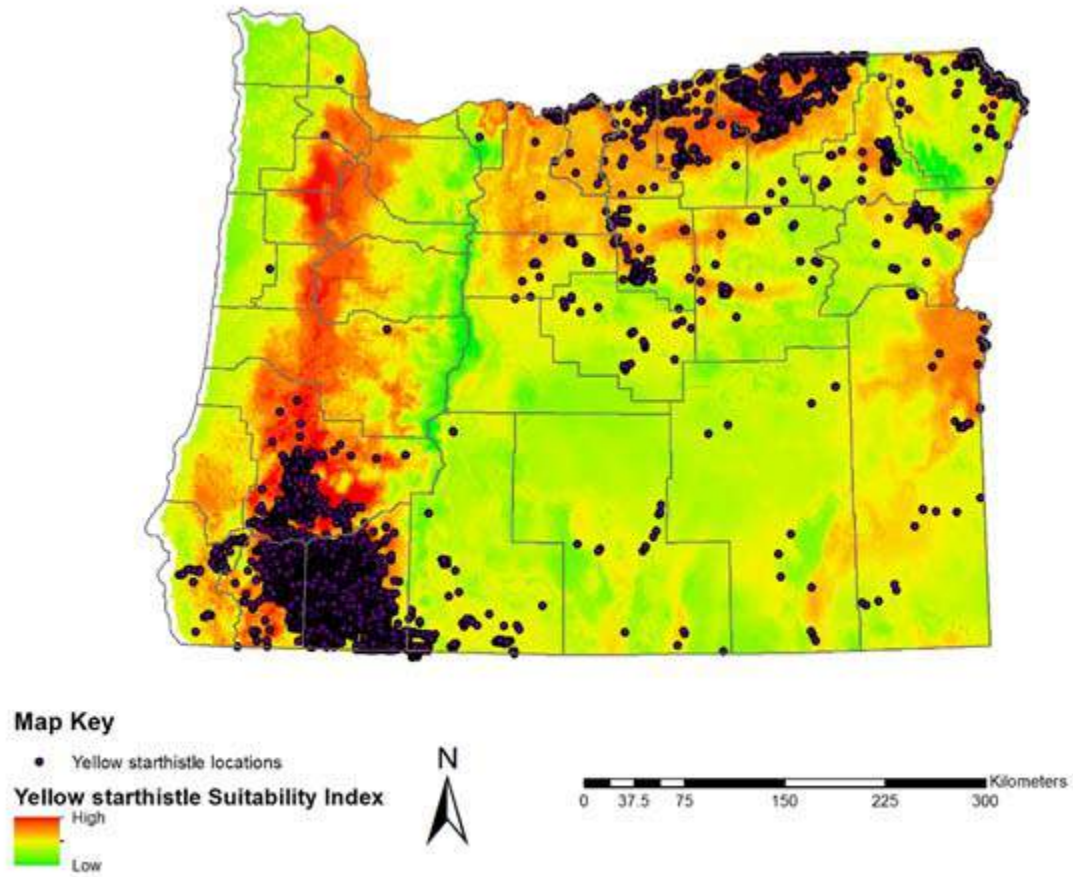 Map Key
Yellow starthistle locations
Yellow starthistle Suitability Index
High
Low
N
Kilometers
0 37.5 75 150 225 300